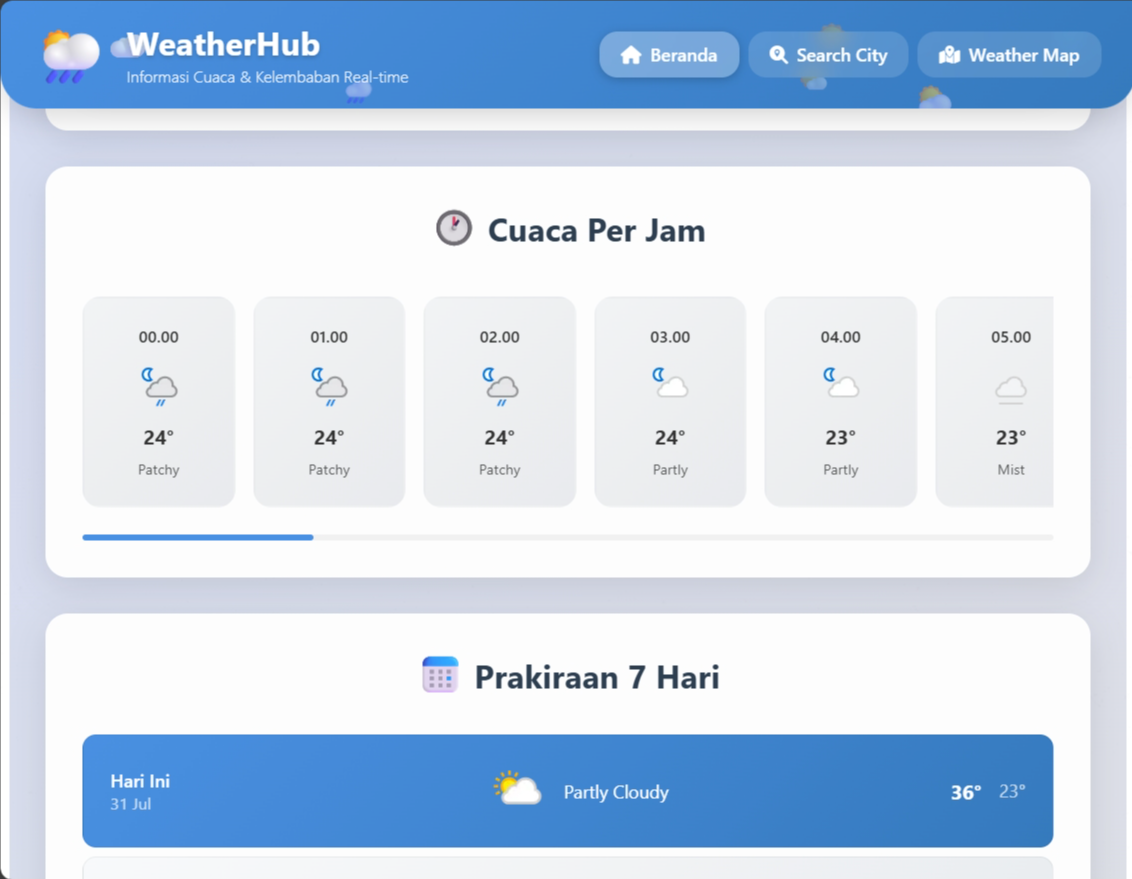 WeatherHub
Informasi Cuaca & Kelembaban Real-time
Beranda
Search City
Weather Map
Cuaca Per Jam
00.00
24°
Patchy
01.00
24°
Patchy
02.00
24°
Patchy
03.00
24°
Partly
04.00
23°
Partly
05.00
23°
Mist
Prakiraan 7 Hari
Hari Ini
31 Jul
Partly Cloudy
36° 23°